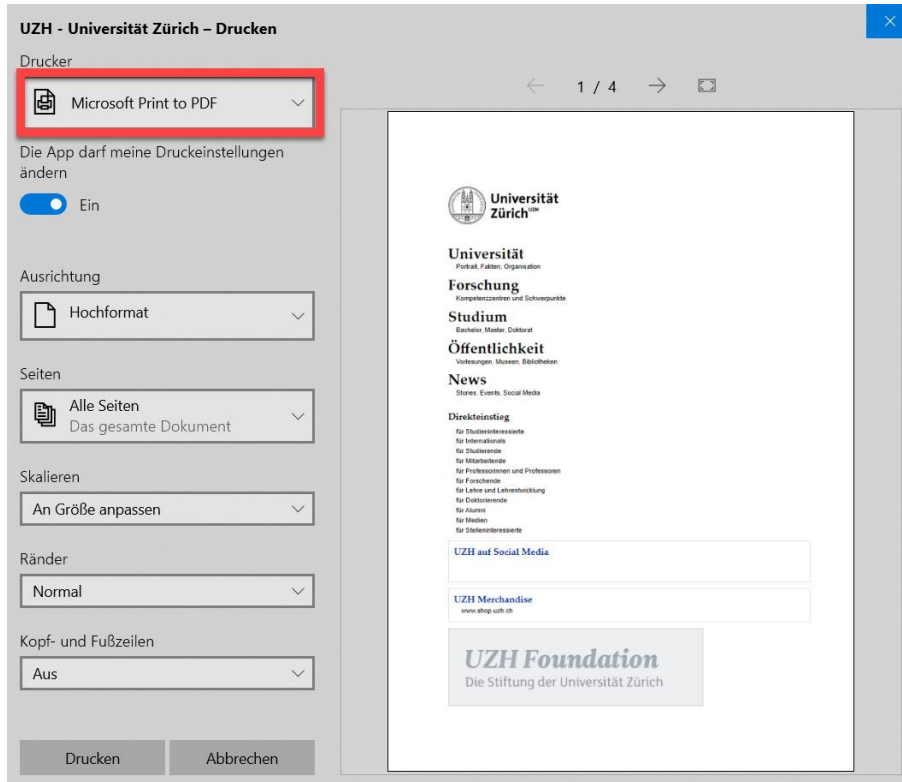 UZH - Universität Zürich – Drucken
Drucker
Microsoft Print to PDF
Die App darf meine Druckeinstellungen
ändern
Ein
Ausrichtung
Hochformat
Seiten
Alle Seiten
Das gesamte Dokument
Skalieren
An Größe anpassen
Ränder
Normal
Kopf- und Fußzeilen
Aus
Drucken Abbrechen
1 / 4
Universität
Zürich UZH
Universität
Portrait, Fakten, Organisation
Forschung
Kompetenzzentren und Schwerpunkte
Studium
Bachelor, Master, Doktorat
Öffentlichkeit
Vorlesungen, Museen, Bibliotheken
News
Stories, Events, Social Media
Direkteinstieg
für Studieninteressierte
für Internationals
für Studierende
für Mitarbeitende
für Professorinnen und Professoren
für Forschende
für Lehre und Lehrentwicklung
für Doktorierende
für Alumni
für Medien
für Stelleninteressierte
UZH auf Social Media
UZH Merchandise
www.shop.uzh.ch
UZH Foundation
Die Stiftung der Universität Zürich